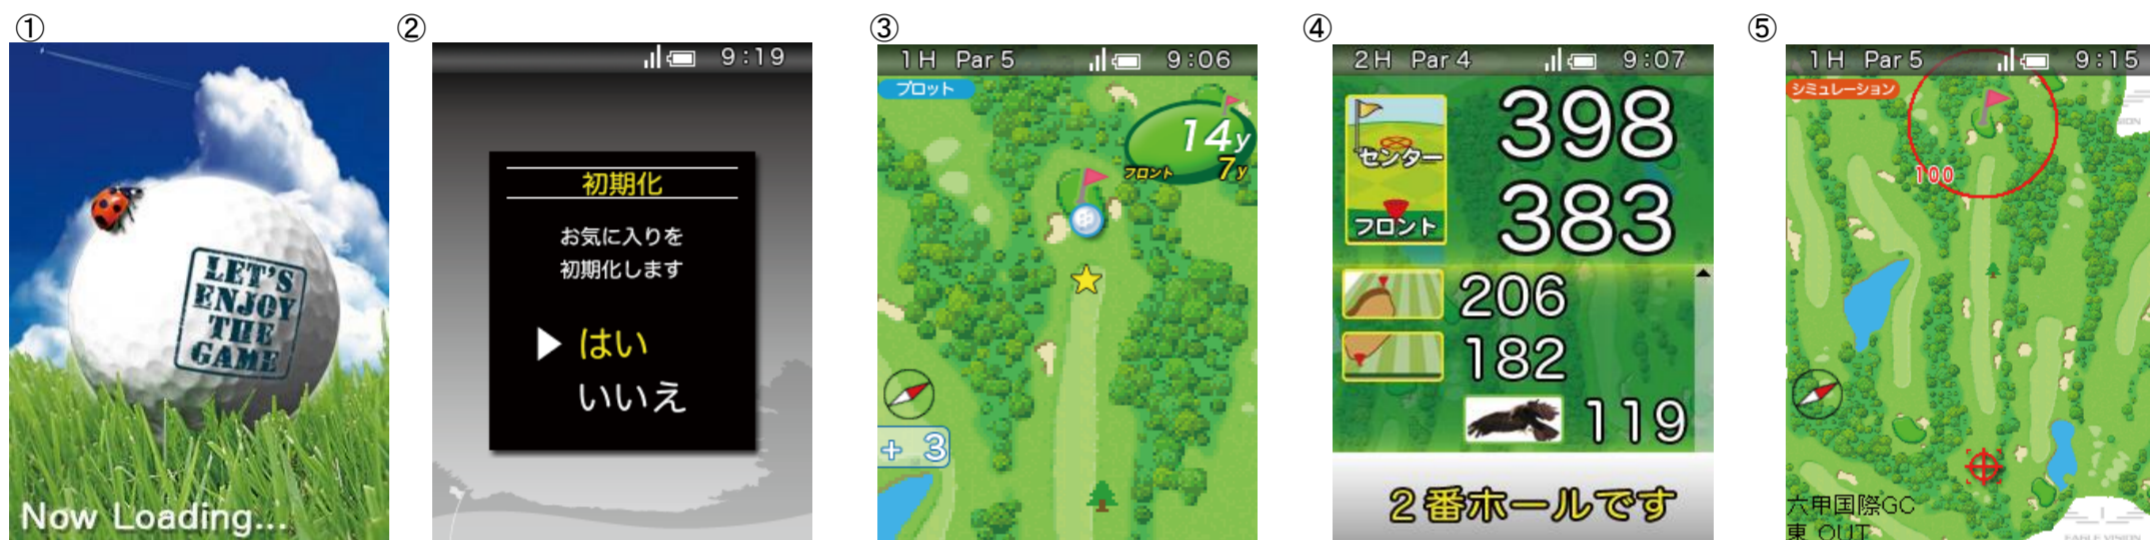 ①
LET'S
ENJOY
THE
GAME
Now Loading...
②
9:19
初期化
お気に入りを
初期化します
はい
いいえ
③
1H Par 5
9:06
プロット
14y
フロント 7y
+ 3
④
2H Par 4
9:07
センター
398
フロント
383
206
182
119
2番ホールです
⑤
1H Par 5
9:15
シミュレーション
100
六甲国際GC
東 OUT
EAGLE VISION